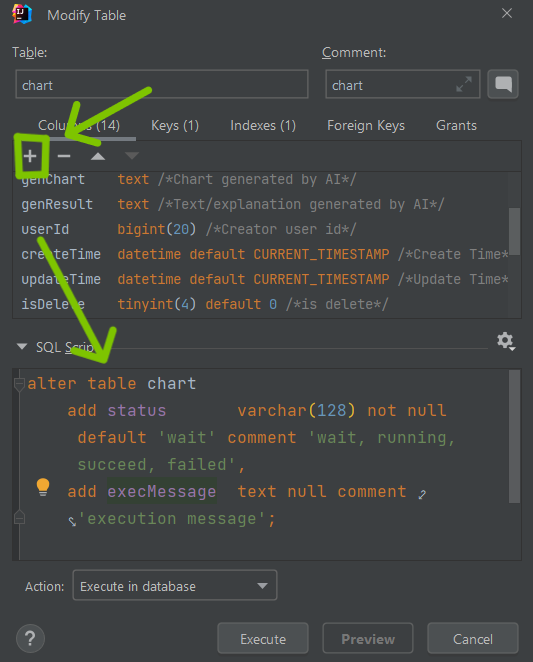 Modify Table
Table: Comment:
chart chart
Columns (14) Keys (1) Indexes (1) Foreign Keys Grants
genChart text /*Chart generated by AI*/
genResult text /*Text/explanation generated by AI*/
userId bigint(20) /*Creator user id*/
createTime datetime default CURRENT_TIMESTAMP /*Create Time*
updateTime datetime default CURRENT_TIMESTAMP /*Update Time*
isDelete tinyint(4) default 0 /*is delete*/
SQL Script
alter table chart
add status varchar(128) not null
default 'wait' comment 'wait, running,
succeed, failed',
add execMessage text null comment
'execution message';
Action: Execute in database
? Execute Preview Cancel